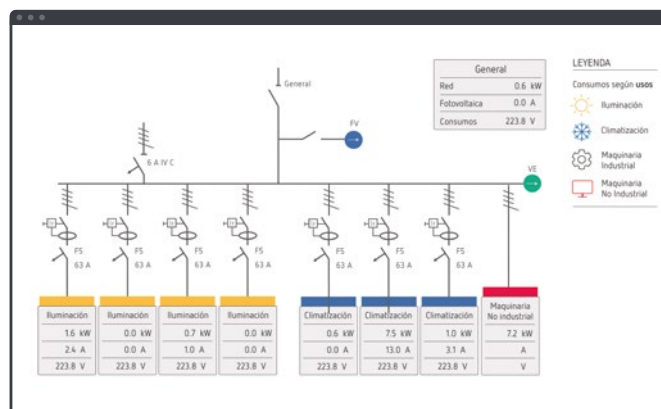 General
General
Red 0.6 kW
Fotovoltaica 0.0 A
Consumos 223.8 V
LEYENDA
Consumos según usos
Iluminación
Climatización
Maquinaria
Industrial
Maquinaria
No Industrial
FV
6 A IV C
VE
FS
63 A
FS
63 A
FS
63 A
FS
63 A
FS
63 A
FS
63 A
FS
63 A
Iluminación
1.6 kW
2.4 A
223.8 V
Iluminación
0.0 kW
0.0 A
223.8 V
Iluminación
0.7 kW
1.0 A
223.8 V
Iluminación
0.0 kW
0.0 A
223.8 V
Climatización
0.6 kW
0.0 A
223.8 V
Climatización
7.5 kW
13.0 A
223.8 V
Climatización
1.0 kW
3.1 A
223.8 V
Maquinaria
No industrial
7.2 kW
A
V